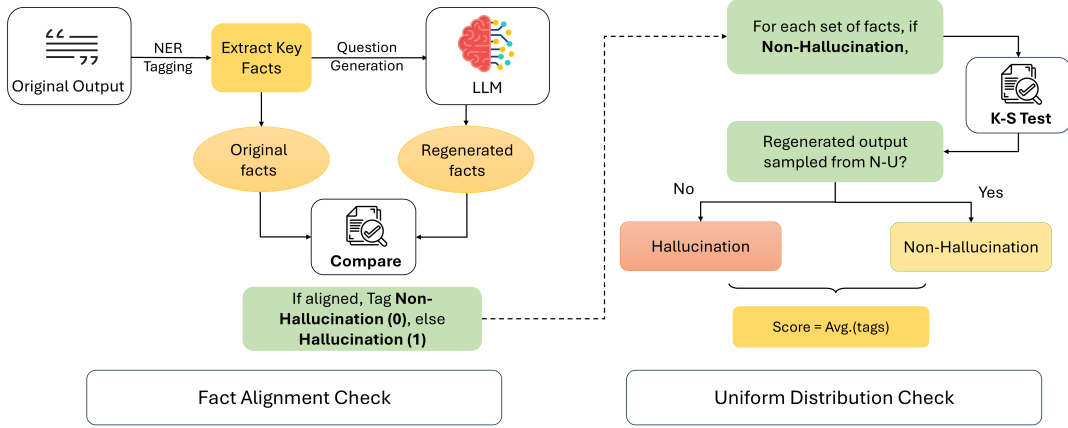 Original Output
NER
Tagging
Extract Key
Facts
Question
Generation
LLM
Original
facts
Regenerated
facts
Compare
If aligned, Tag Non-
Hallucination (0), else
Hallucination (1)
Fact Alignment Check
For each set of facts, if
Non-Hallucination,
K-S Test
Regenerated output
sampled from N-U?
No
Yes
Hallucination
Non-Hallucination
Score = Avg.(tags)
Uniform Distribution Check